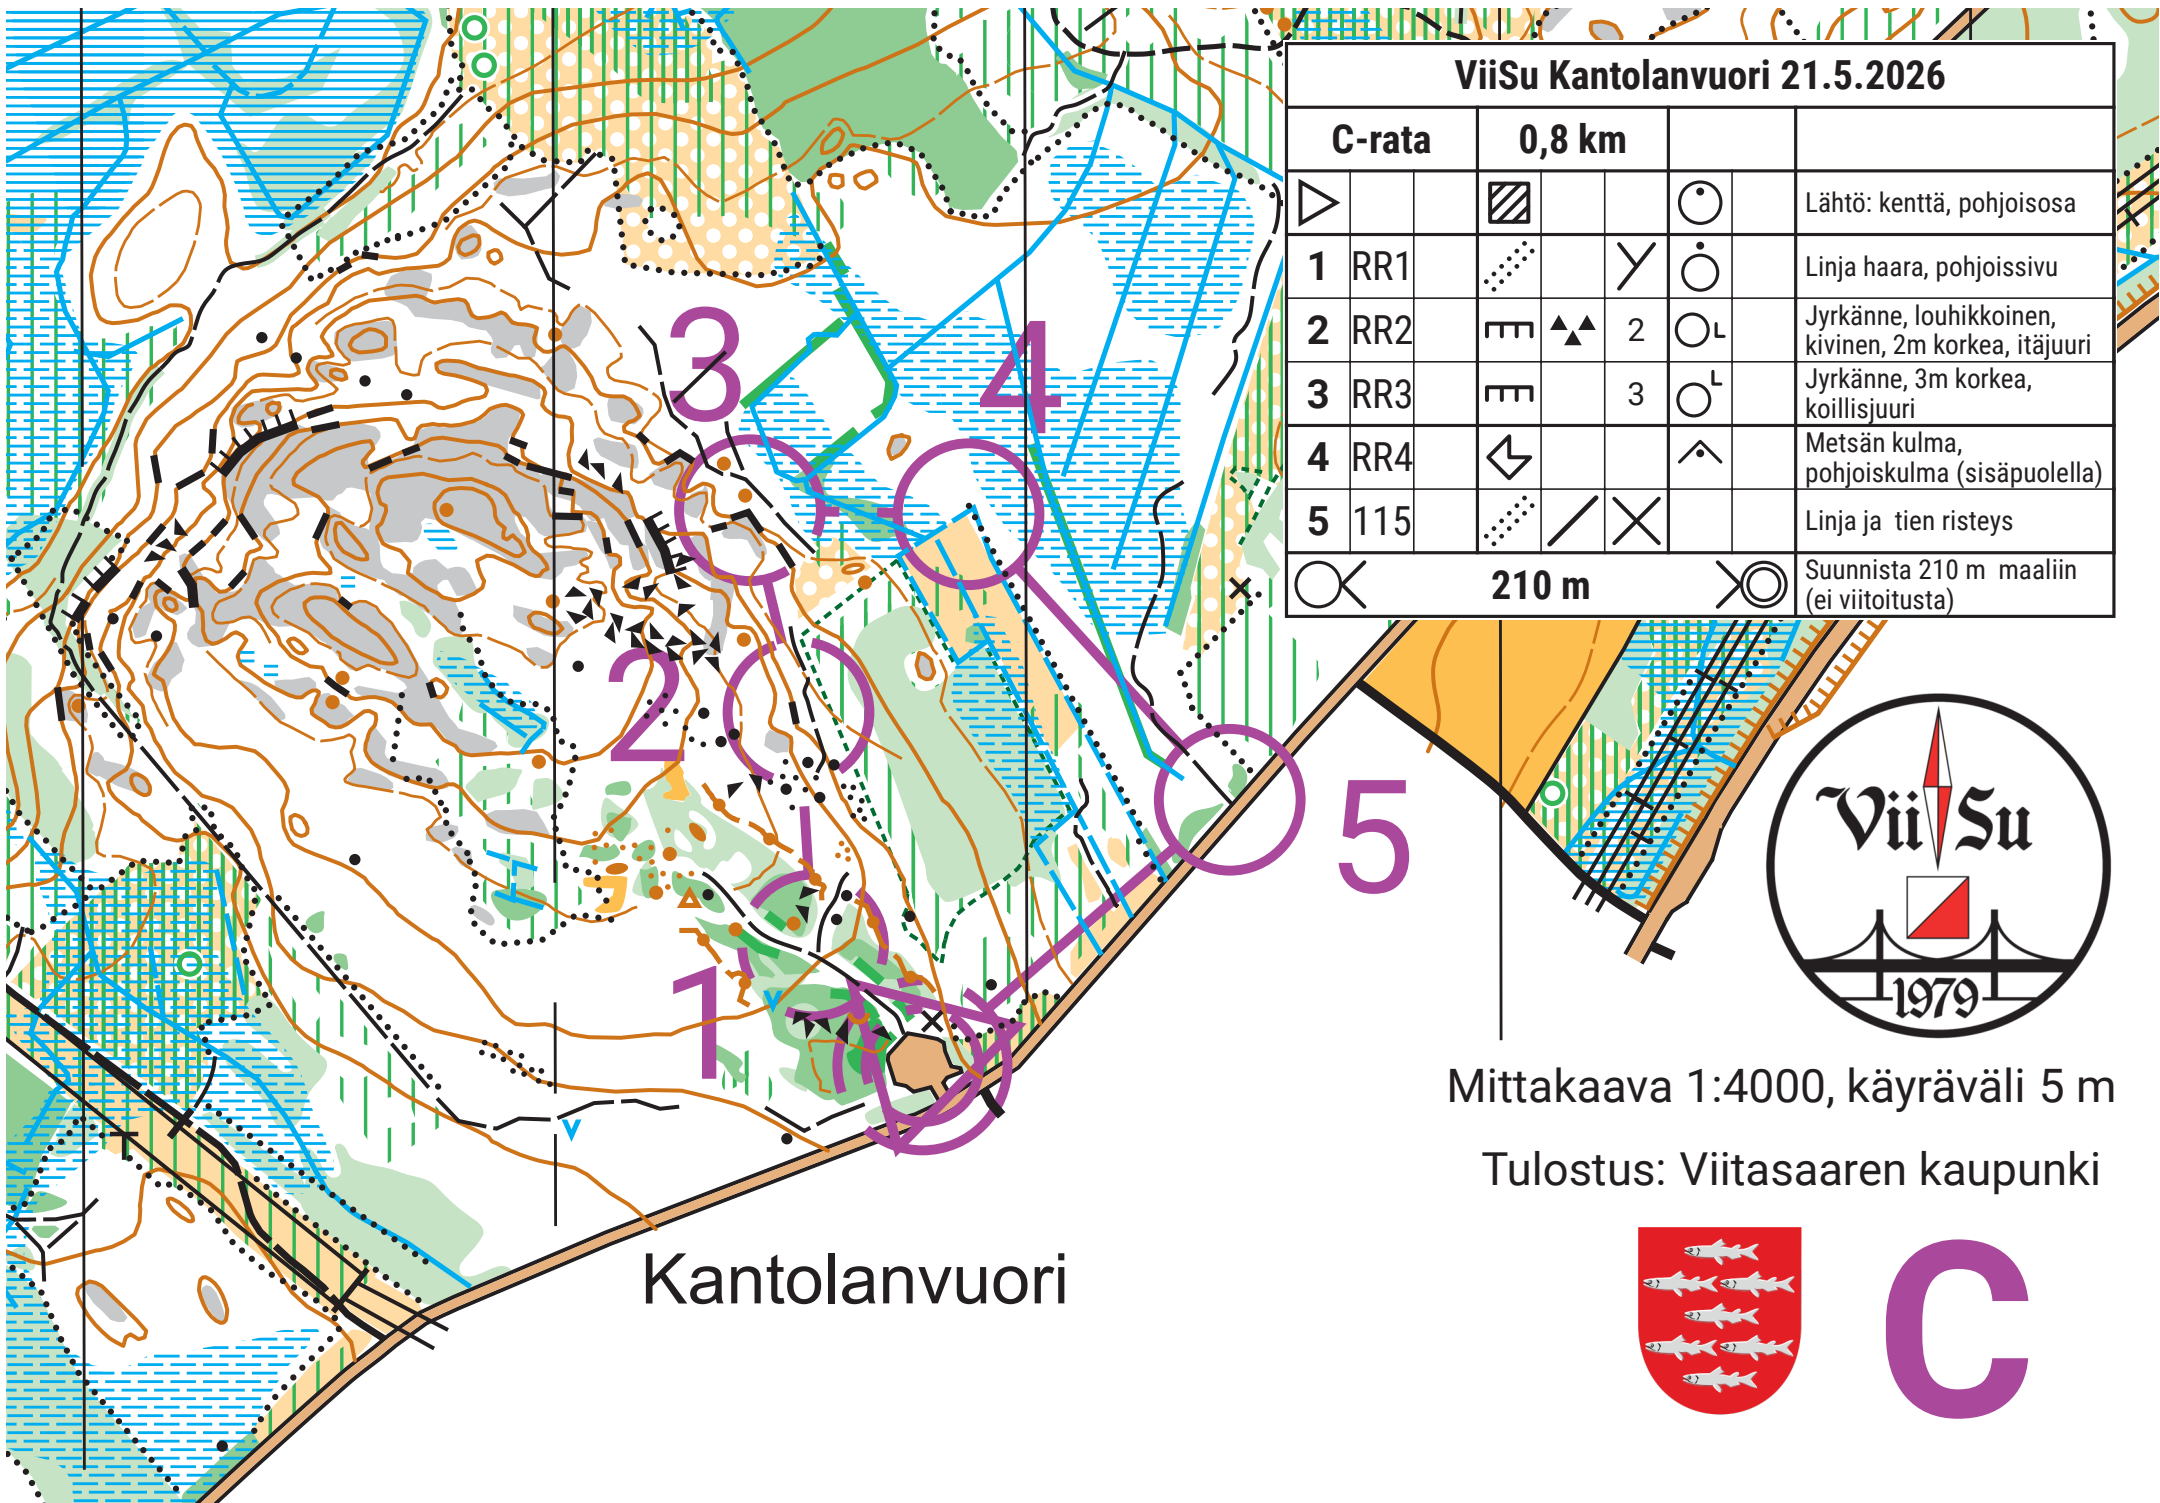 ViiSu Kantolanvuori 21.5.2026
C-rata 0,8 km
Lähtö: kenttä, pohjoisosa
1 RR1 Linja haara, pohjoissivu
2 RR2 2 Jyrkänne, louhikkoinen,
kivinen, 2m korkea, itäjuuri
3 RR3 3 Jyrkänne, 3m korkea,
koillisjuuri
4 RR4 Metsän kulma,
pohjoiskulma (sisäpuolella)
5 115 Linja ja tien risteys
210 m Suunnista 210 m maaliin
(ei viitoitusta)
3
4
2
5
1
Vii Su
1979
Mittakaava 1:4000, käyräväli 5 m
Tulostus: Viitasaaren kaupunki
Kantolanvuori
C